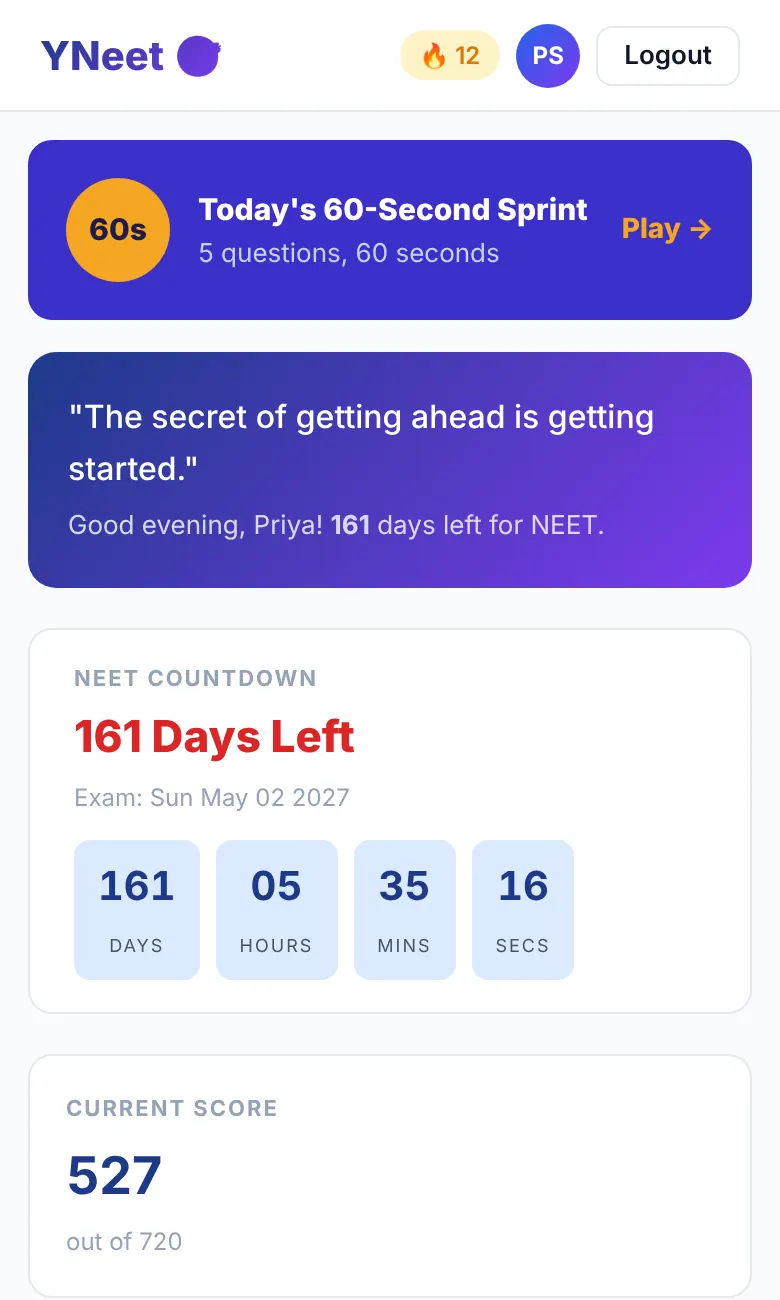 YNeet
🔥 12
PS
Logout
60s
Today's 60-Second Sprint
5 questions, 60 seconds
Play →
"The secret of getting ahead is getting
started."
Good evening, Priya! 161 days left for NEET.
NEET COUNTDOWN
161 Days Left
Exam: Sun May 02 2027
161 05 35 16
DAYS HOURS MINS SECS
CURRENT SCORE
527
out of 720